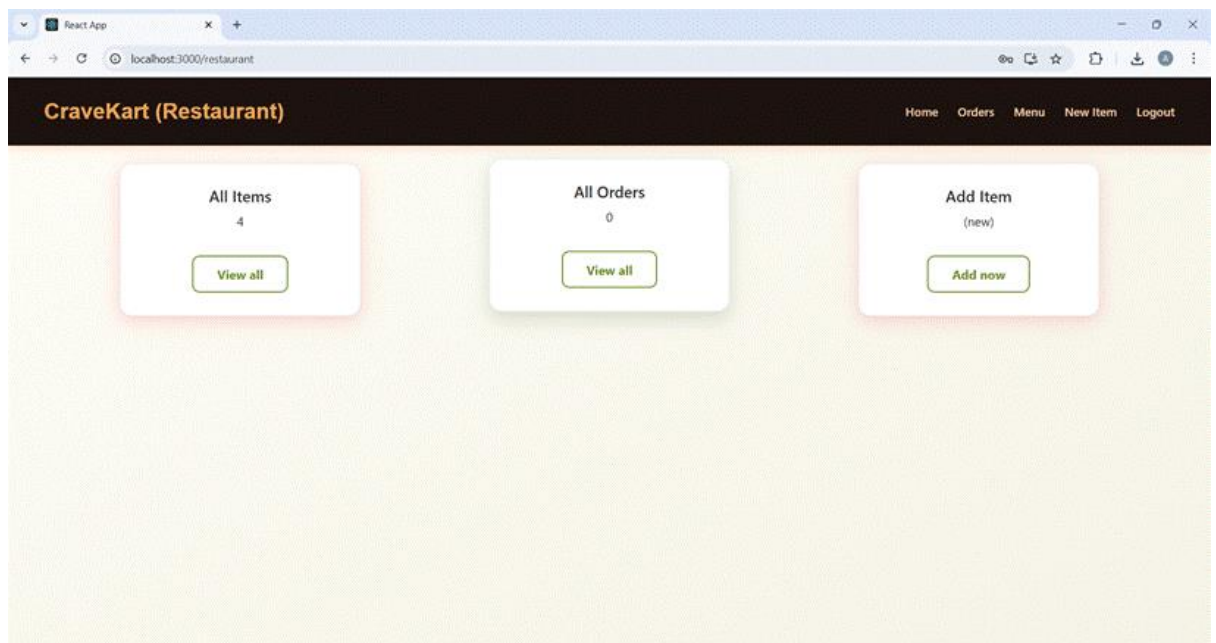 React App
localhost:3000/restaurant
A
CraveKart (Restaurant)
Home Orders Menu New Item Logout
All Items
4
View all
All Orders
0
View all
Add Item
(new)
Add now